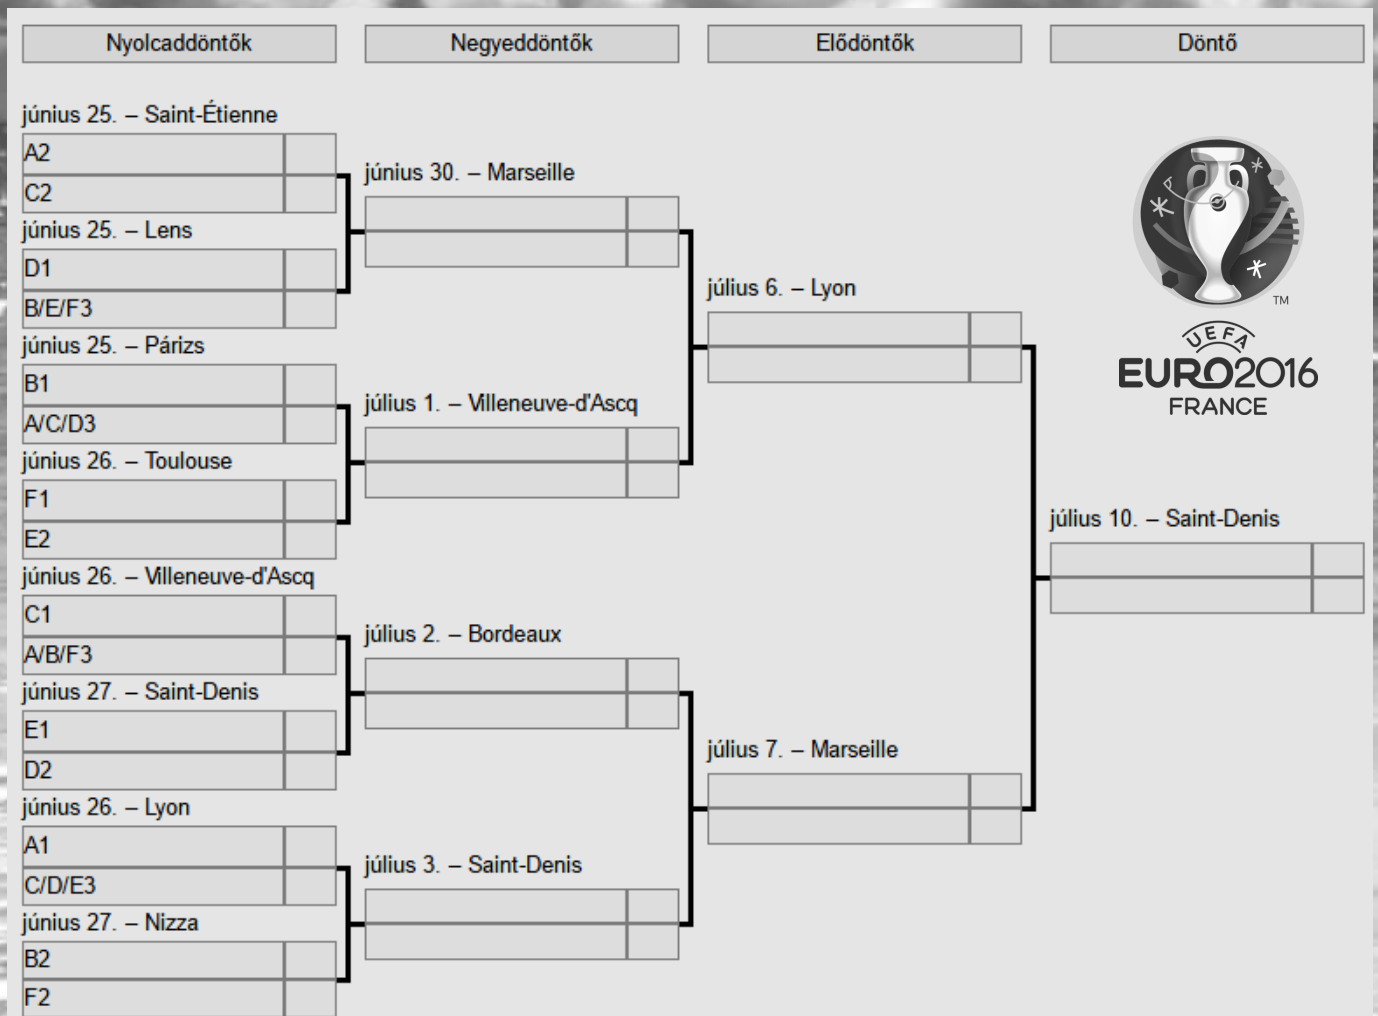 Nyolcaddöntők
Negyeddöntők
Elődöntők
Döntő
június 25. – Saint-Étienne
A2
C2
június 25. – Lens
D1
B/E/F3
június 25. – Párizs
B1
A/C/D3
június 26. – Toulouse
F1
E2
június 26. – Villeneuve-d'Ascq
C1
A/B/F3
június 27. – Saint-Denis
E1
D2
június 26. – Lyon
A1
C/D/E3
június 27. – Nizza
B2
F2
június 30. – Marseille
július 1. – Villeneuve-d'Ascq
július 2. – Bordeaux
július 3. – Saint-Denis
július 6. – Lyon
július 7. – Marseille
július 10. – Saint-Denis
TM
UEFA
EURO2016
FRANCE